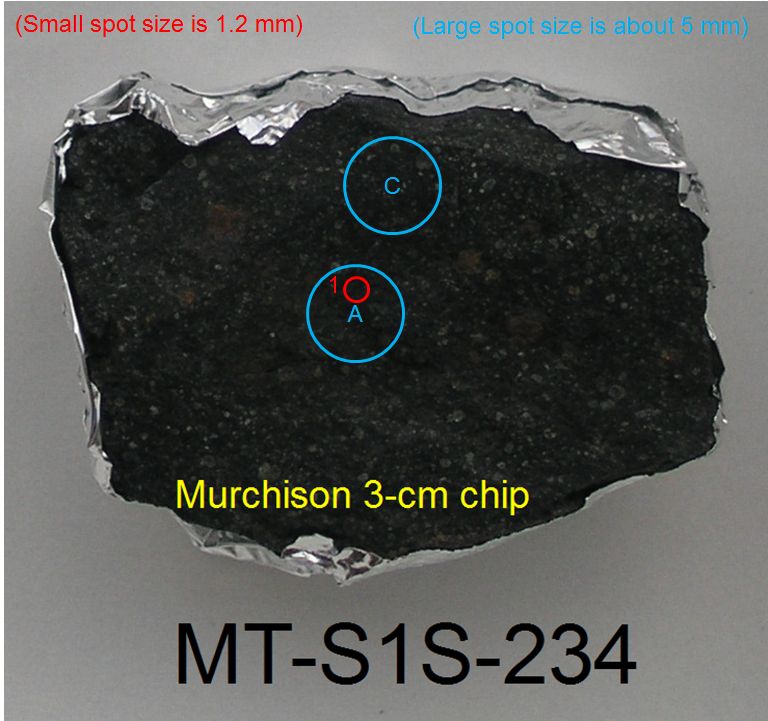 (Small spot size is 1.2 mm) (Large spot size is about 5 mm)
C
1
A
Murchison 3-cm chip
MT-S1S-234